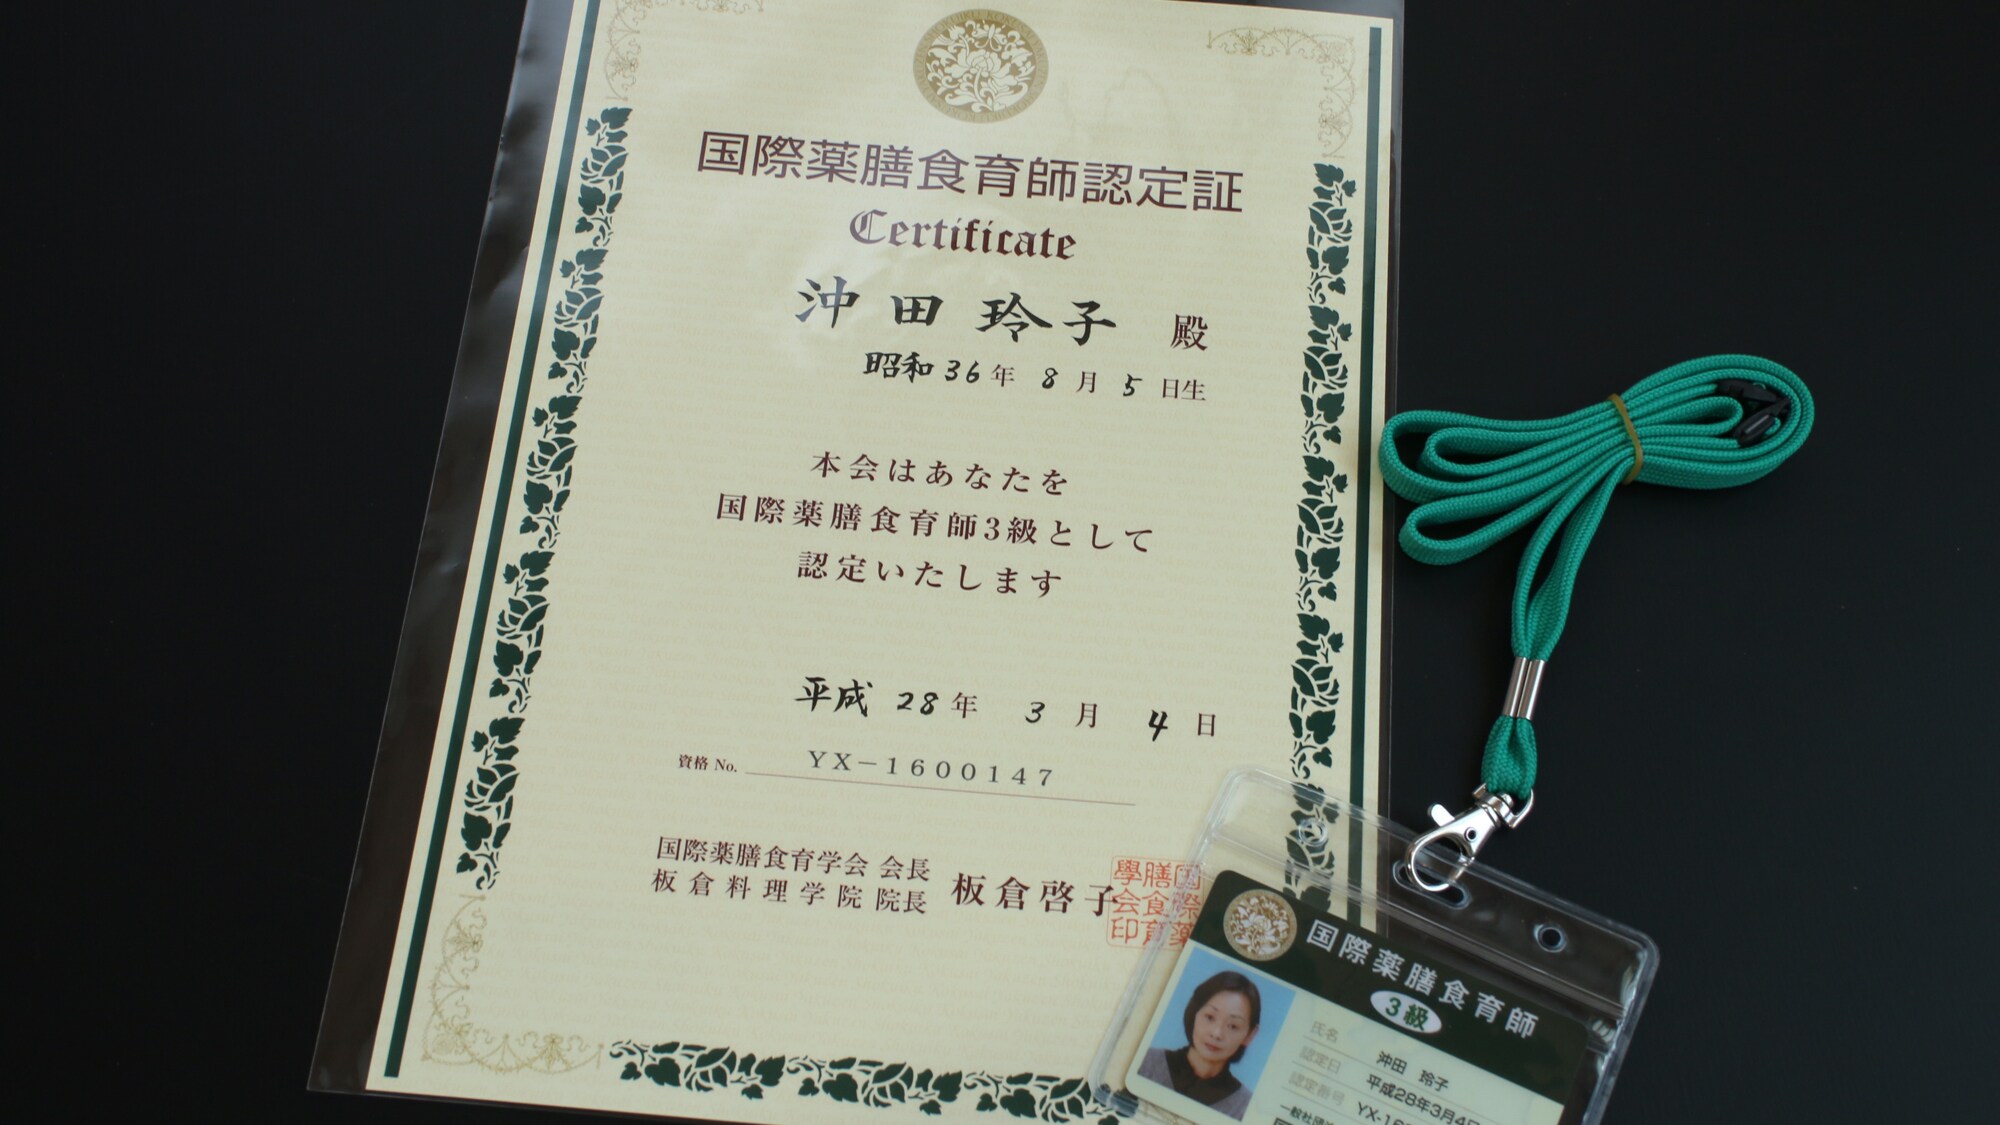 国際薬膳食育師認定証
Certificate
沖田玲子 殿
昭和36年8月5日生
本会はあなたを
国際薬膳食育師3級として
認定いたします
平成28年3月4日
資格 No. YX-1600147
国際薬膳食育学会 会長
板倉料理学院 院長
板倉啓子
国際薬
膳食育
學会印
国際薬膳食育師
3級
氏名 沖田 玲子
認定日 平成28年3月4日
認定番号